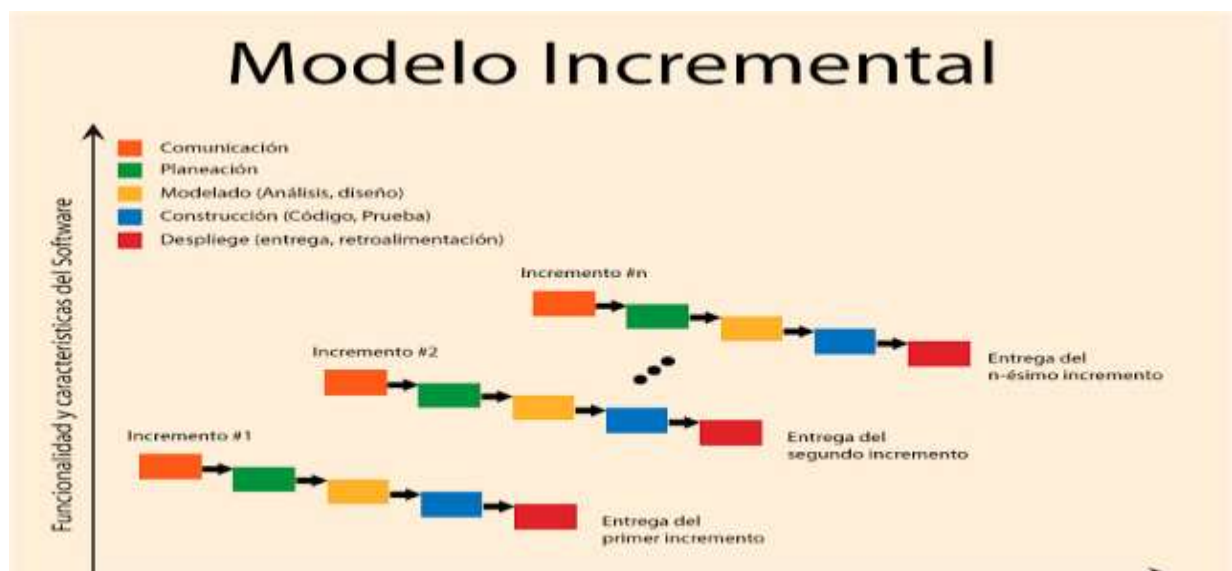 Modelo Incremental
Comunicación
Planeación
Modelado (Análisis, diseño)
Construcción (Código, Prueba)
Despliege (entrega, retroalimentación)
Funcionalidad y características del Software
Incremento #n
Entrega del
n-ésimo incremento
Incremento #2
Entrega del
segundo incremento
Incremento #1
Entrega del
primer incremento